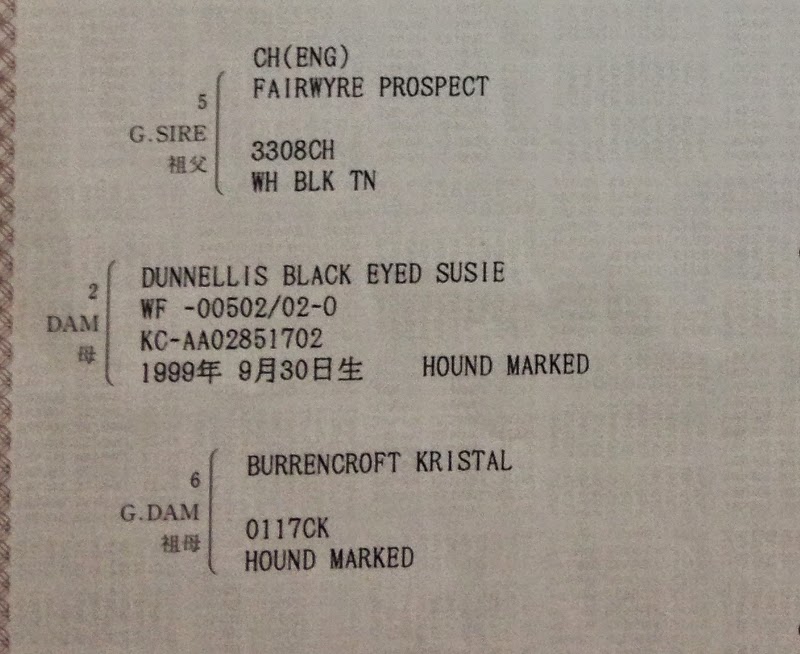 CH(ENG)
FAIRWYRE PROSPECT
5
G.SIRE
祖父
3308CH
WH BLK TN
2
DAM
母
DUNNELLIS BLACK EYED SUSIE
WF -00502/02-0
KC-AA02851702
1999年 9月30日生 HOUND MARKED
6
G.DAM
祖母
BURRENCROFT KRISTAL
0117CK
HOUND MARKED